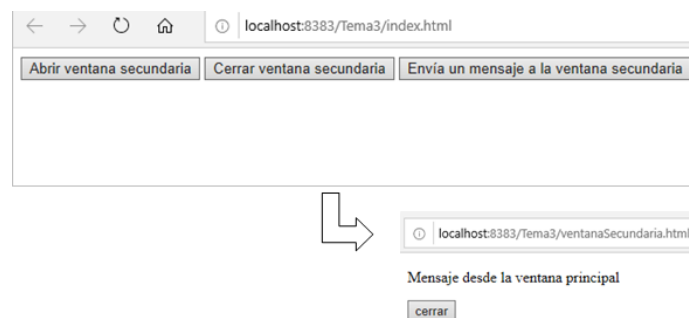 localhost:8383/Tema3/index.html
Abrir ventana secundaria Cerrar ventana secundaria Envía un mensaje a la ventana secundaria
localhost:8383/Tema3/ventanaSecundaria.html
Mensaje desde la ventana principal
cerrar